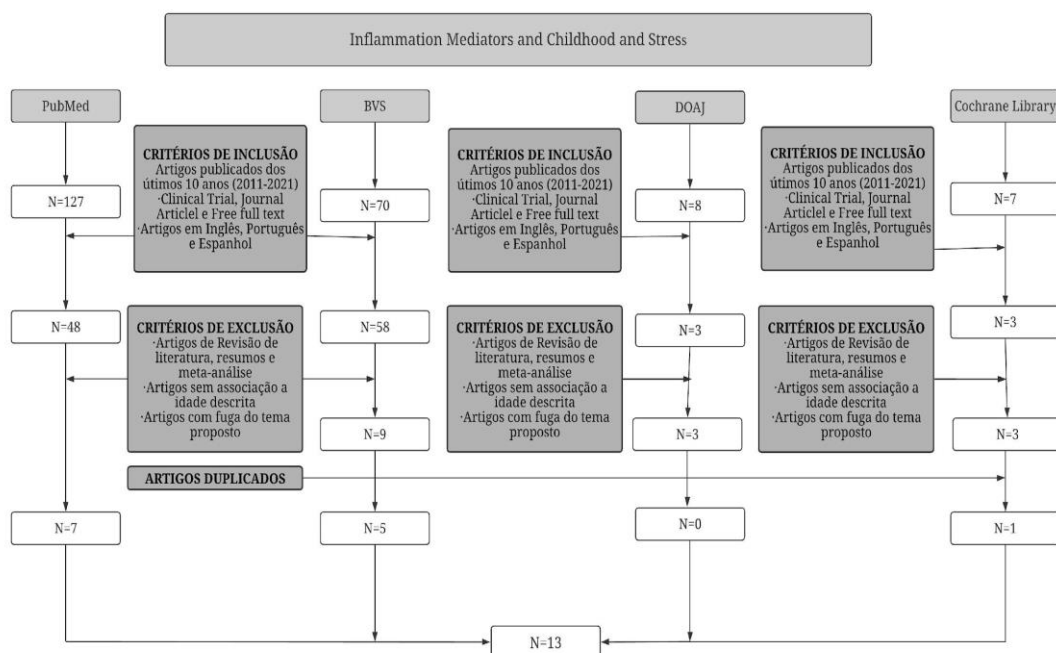 Inflammation Mediators and Childhood and Stress
PubMed
BVS
DOAJ
Cochrane Library
CRITÉRIOS DE INCLUSÃO
Artigos publicados dos
útimos 10 anos (2011-2021)
·Clinical Trial, Journal
Articlel e Free full text
·Artigos em Inglês, Português
e Espanhol
CRITÉRIOS DE INCLUSÃO
Artigos publicados dos
útimos 10 anos (2011-2021)
·Clinical Trial, Journal
Articlel e Free full text
·Artigos em Inglês, Português
e Espanhol
CRITÉRIOS DE INCLUSÃO
Artigos publicados dos
útimos 10 anos (2011-2021)
·Clinical Trial, Journal
Articlel e Free full text
·Artigos em Inglês, Português
e Espanhol
N=127
N=70
N=8
N=7
N=48
N=58
N=3
N=3
CRITÉRIOS DE EXCLUSÃO
·Artigos de Revisão de
literatura, resumos e
meta-análise
·Artigos sem associação a
idade descrita
·Artigos com fuga do tema
proposto
CRITÉRIOS DE EXCLUSÃO
·Artigos de Revisão de
literatura, resumos e
meta-análise
·Artigos sem associação a
idade descrita
·Artigos com fuga do tema
proposto
CRITÉRIOS DE EXCLUSÃO
·Artigos de Revisão de
literatura, resumos e
meta-análise
·Artigos sem associação a
idade descrita
·Artigos com fuga do tema
proposto
N=9
N=3
N=3
ARTIGOS DUPLICADOS
N=7
N=5
N=0
N=1
N=13